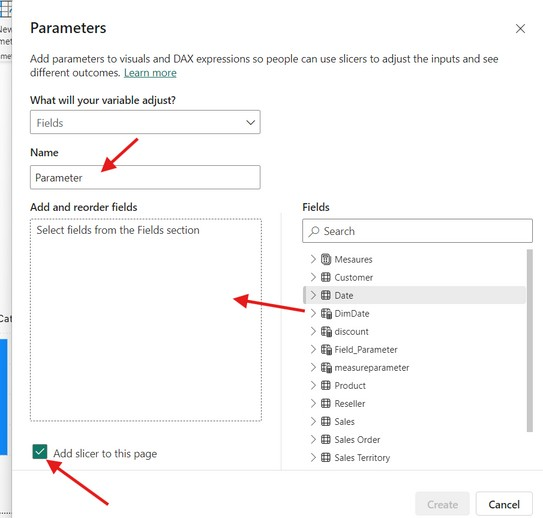 New
met
me
Cat
Parameters
Add parameters to visuals and DAX expressions so people can use slicers to adjust the inputs and see
different outcomes. Learn more
What will your variable adjust?
Fields
Name
Parameter
Add and reorder fields
Select fields from the Fields section
Add slicer to this page
Fields
Search
Mesaures
Customer
Date
DimDate
discount
Field_Parameter
measureparameter
Product
Reseller
Sales
Sales Order
Sales Territory
Create
Cancel